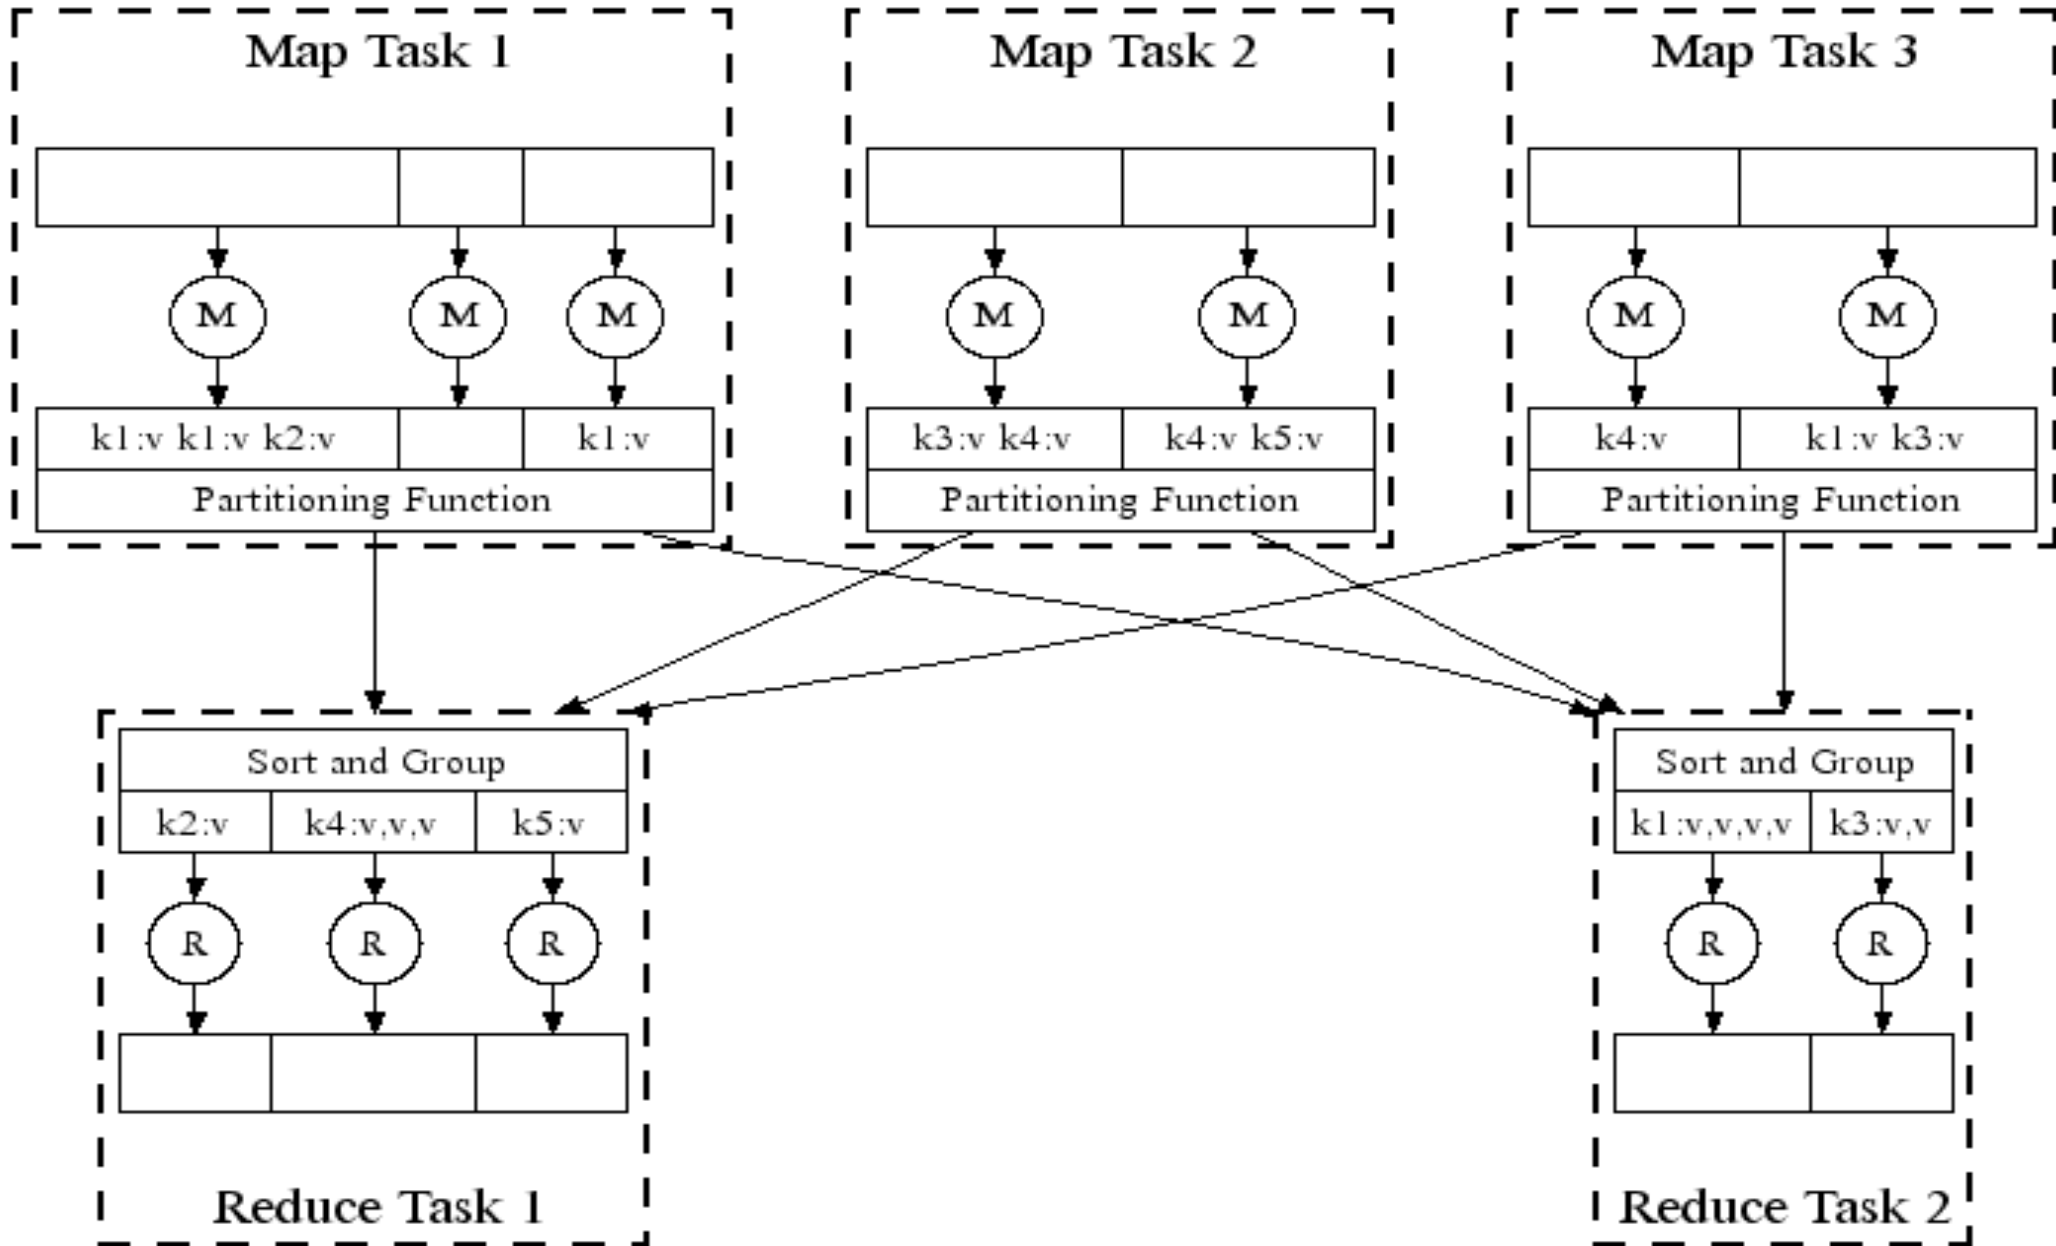 Map Task 1
Map Task 2
Map Task 3
M
M
M
M
M
M
M
k1:v k1:v k2:v
k1:v
k3:v k4:v
k4:v k5:v
k4:v
k1:v k3:v
Partitioning Function
Partitioning Function
Partitioning Function
Sort and Group
Sort and Group
k2:v
k4:v,v,v
k5:v
k1:v,v,v,v
k3:v,v
R
R
R
R
R
Reduce Task 1
Reduce Task 2